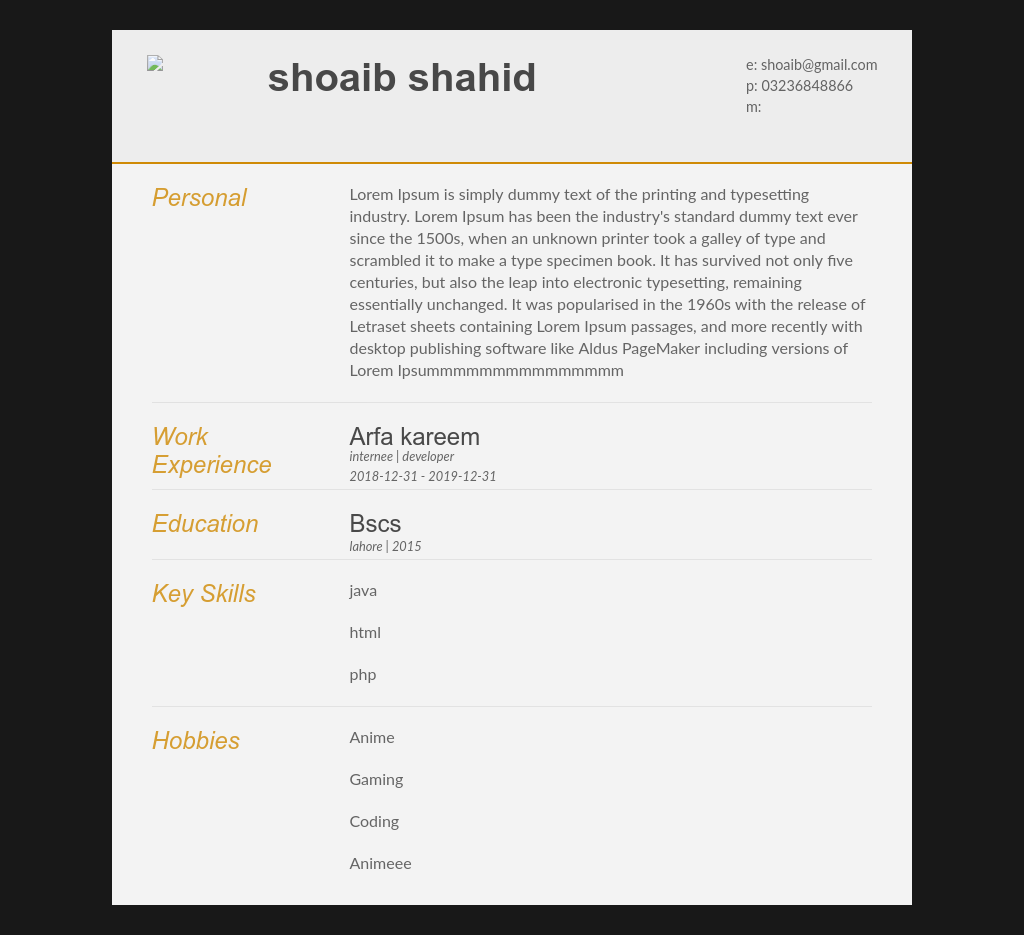 shoaib shahid
e: shoaib@gmail.com
p: 03236848866
m:
Personal
Lorem Ipsum is simply dummy text of the printing and typesetting
industry. Lorem Ipsum has been the industry's standard dummy text ever
since the 1500s, when an unknown printer took a galley of type and
scrambled it to make a type specimen book. It has survived not only five
centuries, but also the leap into electronic typesetting, remaining
essentially unchanged. It was popularised in the 1960s with the release of
Letraset sheets containing Lorem Ipsum passages, and more recently with
desktop publishing software like Aldus PageMaker including versions of
Lorem Ipsummmmmmmmmmmmmmm
Work
Experience
Arfa kareem
internee | developer
2018-12-31 - 2019-12-31
Education
Bscs
lahore | 2015
Key Skills
java
html
php
Hobbies
Anime
Gaming
Coding
Animeee